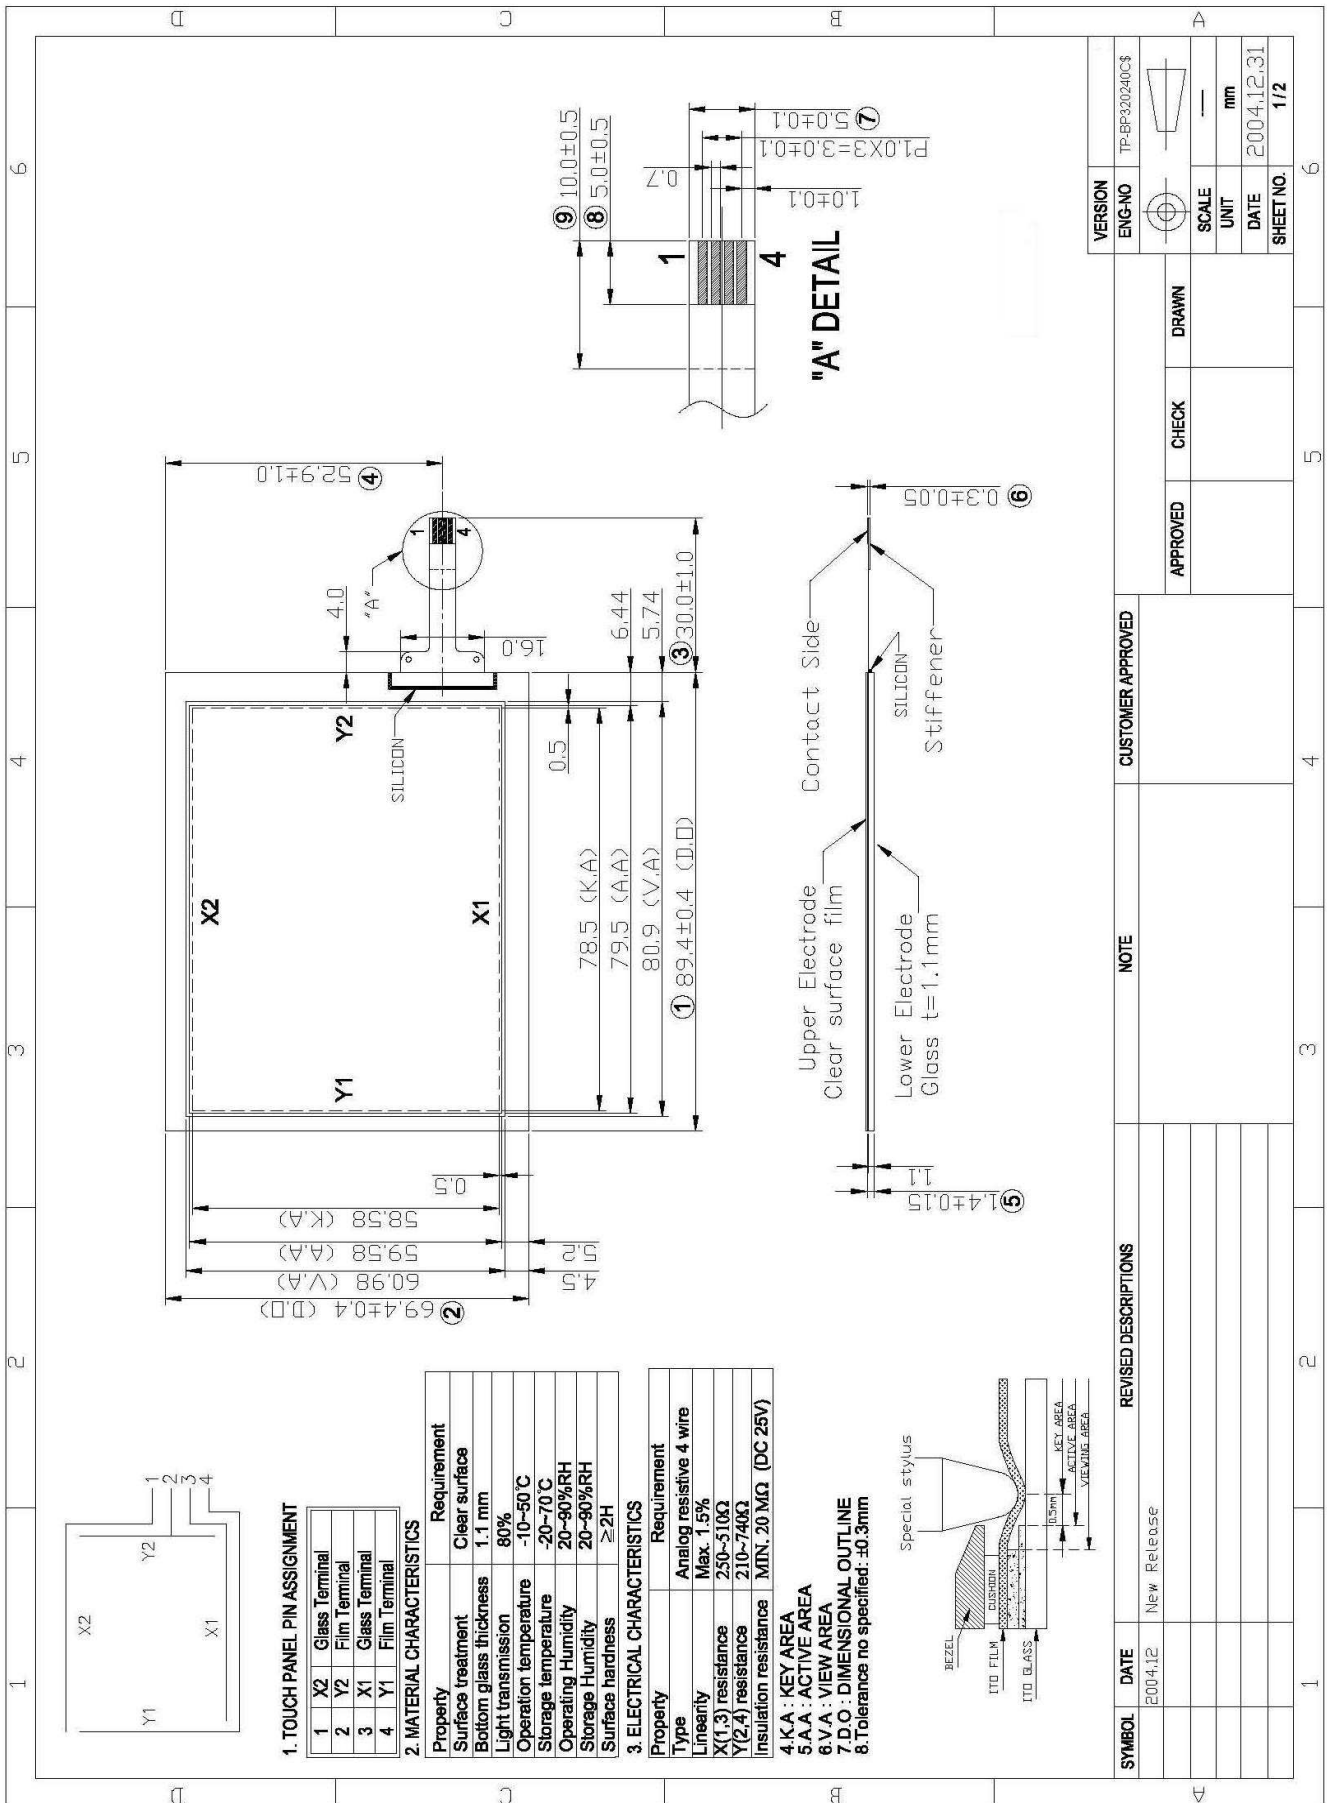 1 2 3 4 5 6
D C B A
X2
Y1 Y2
X1
1
2
3
4
1. TOUCH PANEL PIN ASSIGNMENT
1 X2 Glass Terminal
2 Y2 Film Terminal
3 X1 Glass Terminal
4 Y1 Film Terminal
2. MATERIAL CHARACTERISTICS
Property Requirement
Surface treatment Clear surface
Bottom glass thickness 1.1 mm
Light transmission 80%
Operation temperature -10~50℃
Storage temperature -20~70℃
Operating Humidity 20~90%RH
Storage Humidity 20~90%RH
Surface hardness ≥2H
3. ELECTRICAL CHARACTERISTICS
Property Requirement
Type Analog resistive 4 wire
Linearity Max. 1.5%
X(1,3) resistance 250~510Ω
Y(2,4) resistance 210~740Ω
Insulation resistance MIN. 20 MΩ (DC 25V)
4.K.A : KEY AREA
5.A.A : ACTIVE AREA
6.V.A : VIEW AREA
7.D.O : DIMENSIONAL OUTLINE
8.Tolerance no specified: ±0.3mm
Special stylus
BEZEL
CUSHION
ITO FILM
ITO GLASS
0.5mm
KEY AREA
ACTIVE AREA
VIEWING AREA
② 69.4±0.4 (D.O)
60.98 (V.A)
59.58 (A.A)
58.58 (K.A)
4.5
5.2
0.5
X2
Y1 Y2
X1
SILICON
78.5 (K.A)
79.5 (A.A)
80.9 (V.A)
① 89.4±0.4 (D.O)
0.5
4.0
"A"
1
4
16.0
6.44
5.74
③ 30.0±1.0
52.9±1.0 ④
⑨ 10.0±0.5
⑧ 5.0±0.5
1
4
0.7
1.0±0.1
P1.0X3=3.0±0.1
5.0±0.1 ⑦
"A" DETAIL
Upper Electrode
Clear surface film
Lower Electrode
Glass t=1.1mm
Contact Side
SILICON
Stiffener
1.1
1.4±0.15 ⑤
0.3±0.05 ⑥
SYMBOL DATE REVISED DESCRIPTIONS NOTE CUSTOMER APPROVED
2004.12 New Release
APPROVED CHECK DRAWN
VERSION
ENG-NO TP-BP320240C$
SCALE —
UNIT mm
DATE 2004.12.31
SHEET NO. 1/2
1 2 3 4 5 6
D C B A